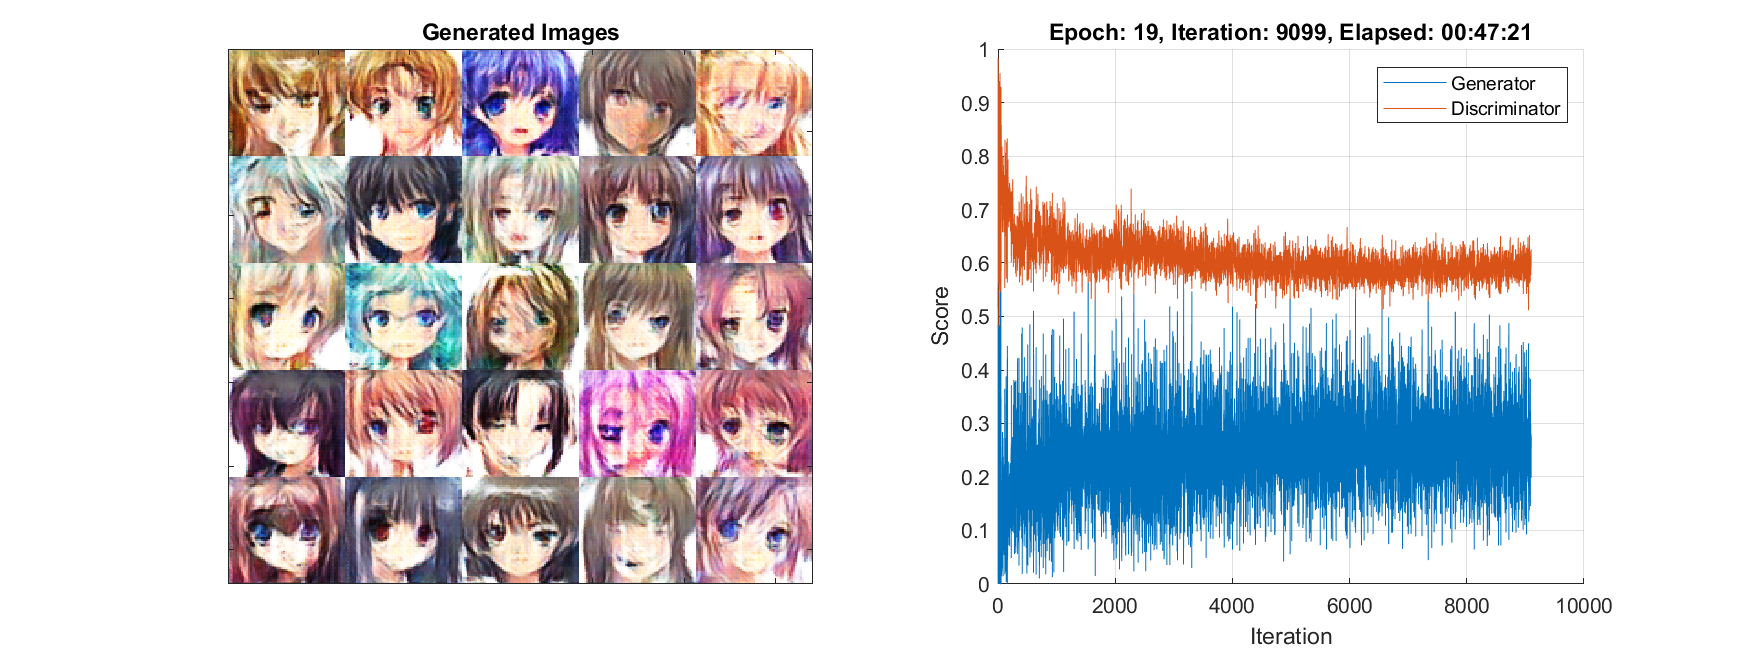 Generated Images
Epoch: 19, Iteration: 9099, Elapsed: 00:47:21
Generator
Discriminator
1
0.9
0.8
0.7
0.6
0.5
0.4
0.3
0.2
0.1
0
Score
0
2000
4000
6000
8000
10000
Iteration